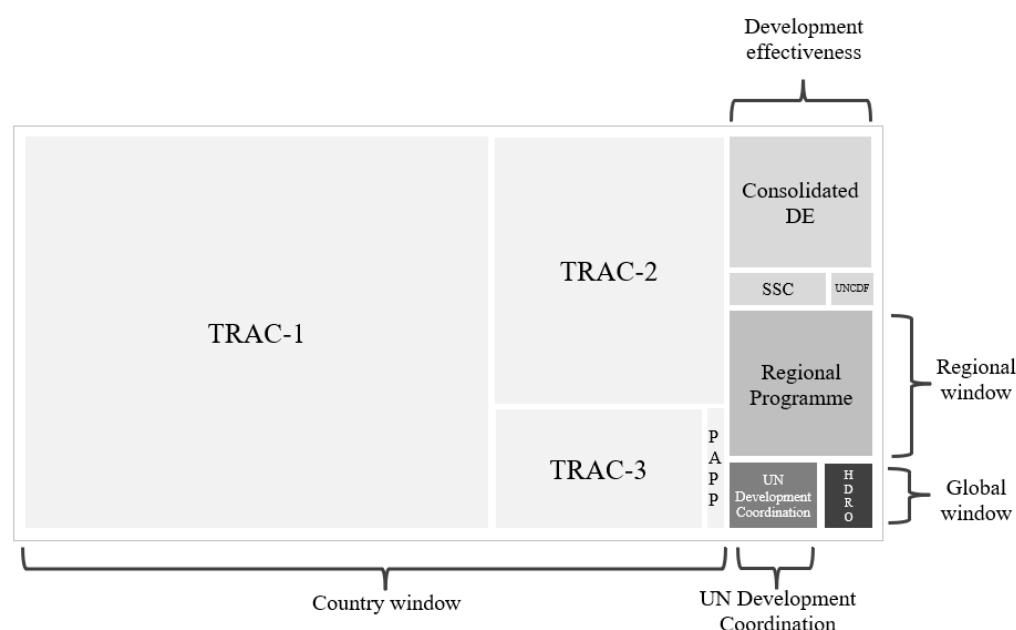 Development
effectiveness
Consolidated
DE
TRAC-2
SSC
UNCDF
TRAC-1
Regional
Programme
Regional
window
TRAC-3
P
A
P
P
UN
Development
Coordination
H
D
R
O
Global
window
Country window
UN Development
Coordination